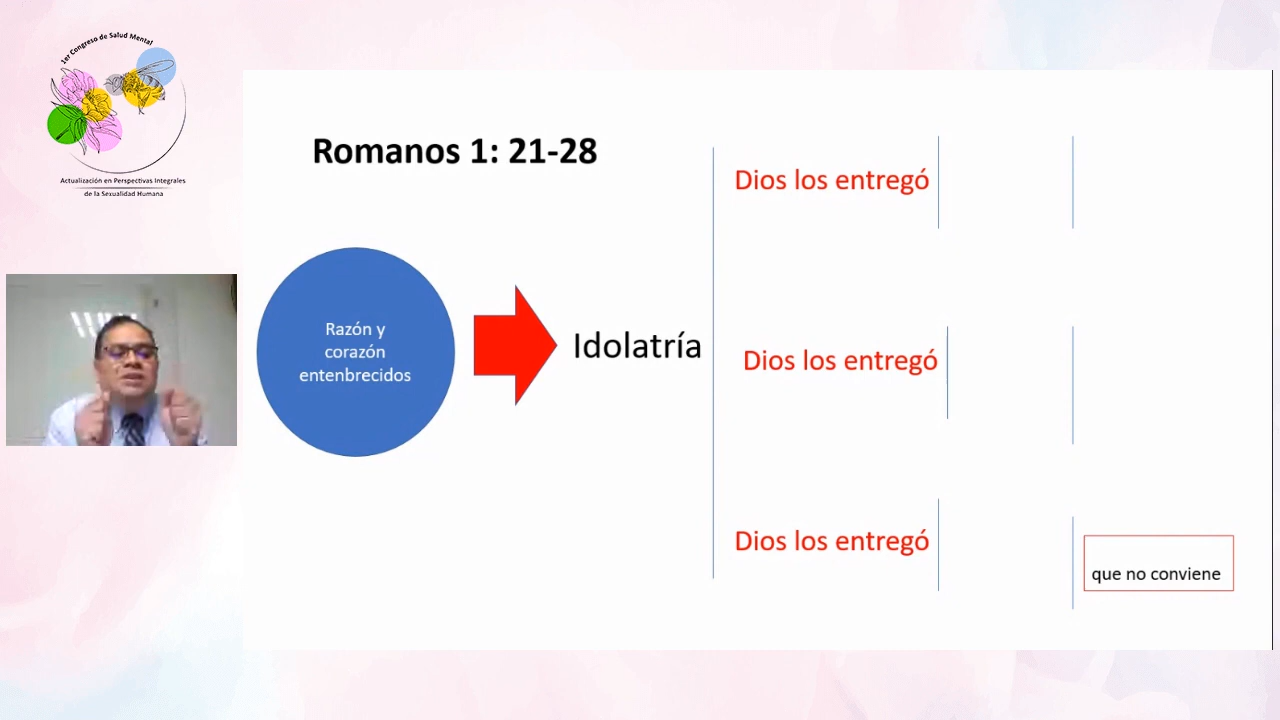 1er Congreso de Salud Mental
Actualización en Perspectivas Integrales
de la Sexualidad Humana
Romanos 1: 21-28
Razón y
corazón
entenbrecidos
Idolatría
Dios los entregó
Dios los entregó
Dios los entregó
que no conviene